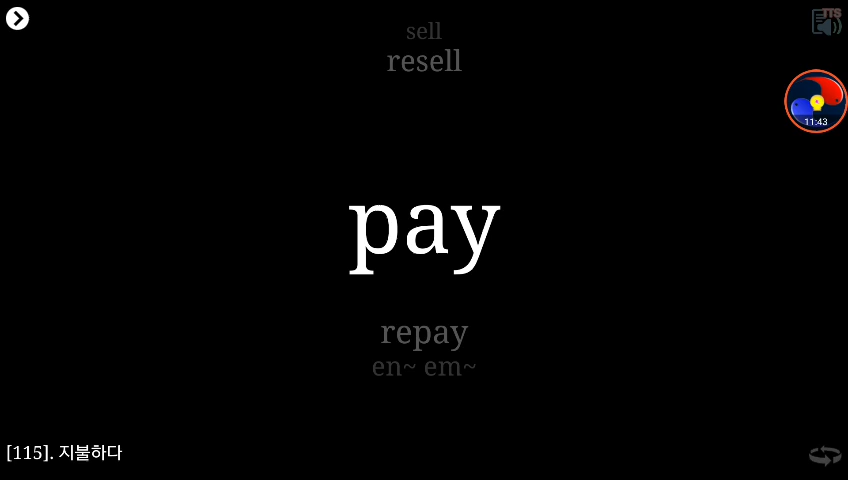 sell
TTS
resell
11:43
pay
repay
en~ em~
[115]. 지불하다